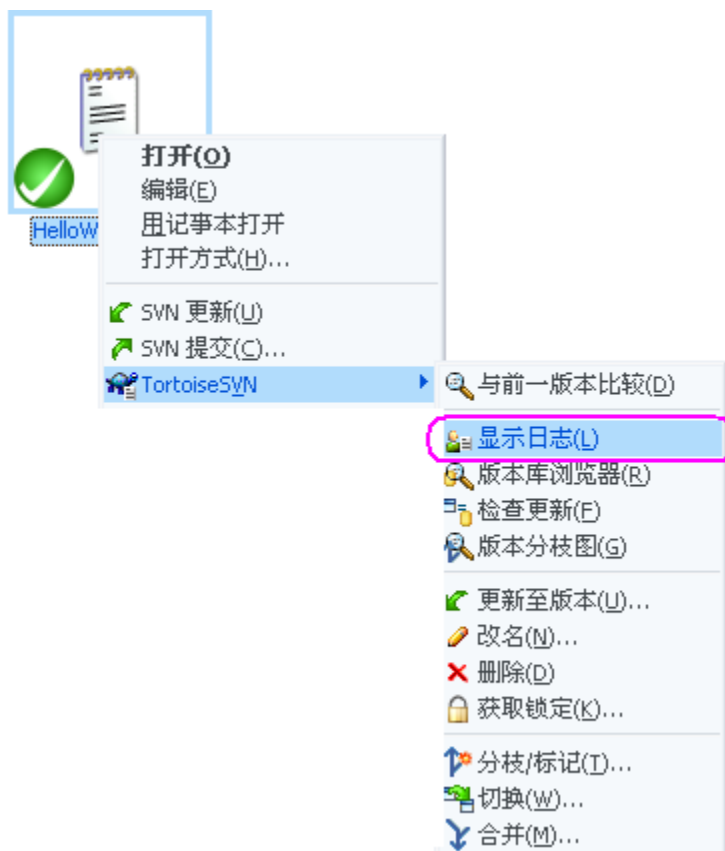 打开(O)
编辑(E)
用记事本打开
打开方式(H)...
HelloW
SVN 更新(U)
SVN 提交(C)...
TortoiseSVN
与前一版本比较(D)
显示日志(L)
版本库浏览器(R)
检查更新(F)
版本分枝图(G)
更新至版本(U)...
改名(N)...
删除(D)
获取锁定(K)...
分枝/标记(T)...
切换(W)...
合并(M)...